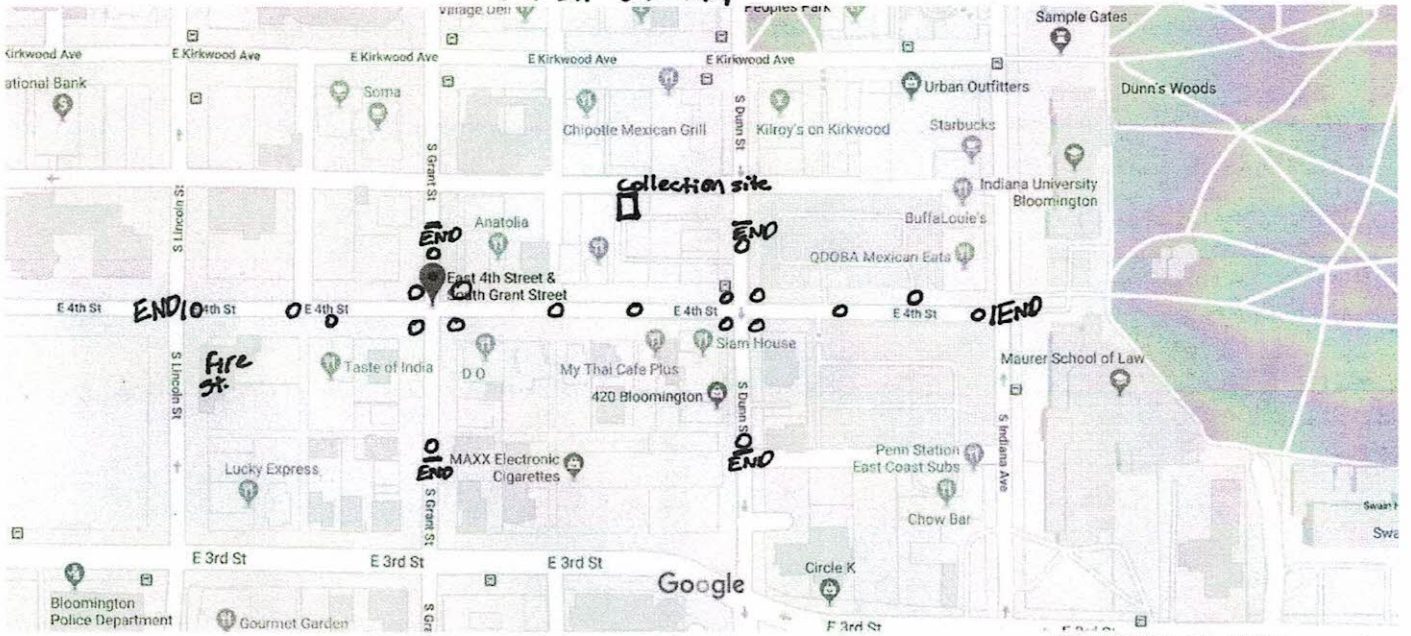 Village Deli
Peoples Park
Sample Gates
Kirkwood Ave
E Kirkwood Ave
E Kirkwood Ave
E Kirkwood Ave
E Kirkwood Ave
ational Bank
Soma
Urban Outfitters
Dunn's Woods
Chipotle Mexican Grill
S Dunn St
Kilroy's on Kirkwood
Starbucks
S Grant St
collection site
Indiana University
Bloomington
S Lincoln St
Anatolia
BuffaLouie's
END
END
QDOBA Mexican Eats
East 4th Street &
South Grant Street
E 4th St
END
4th St
E 4th St
E 4th St
E 4th St
END
Siam House
Fire
St.
Taste of India
D O
My Thai Cafe Plus
Maurer School of Law
S Lincoln St
420 Bloomington
S Dunn S
S Indiana Ave
END
MAXX Electronic
Cigarettes
END
Penn Station
East Coast Subs
Lucky Express
Chow Bar
S Grant St
Swain H
Swa
E 3rd St
E 3rd St
E 3rd St
Google
Circle K
Bloomington
Police Department
Gourmet Garden
S Gra
E 3rd St